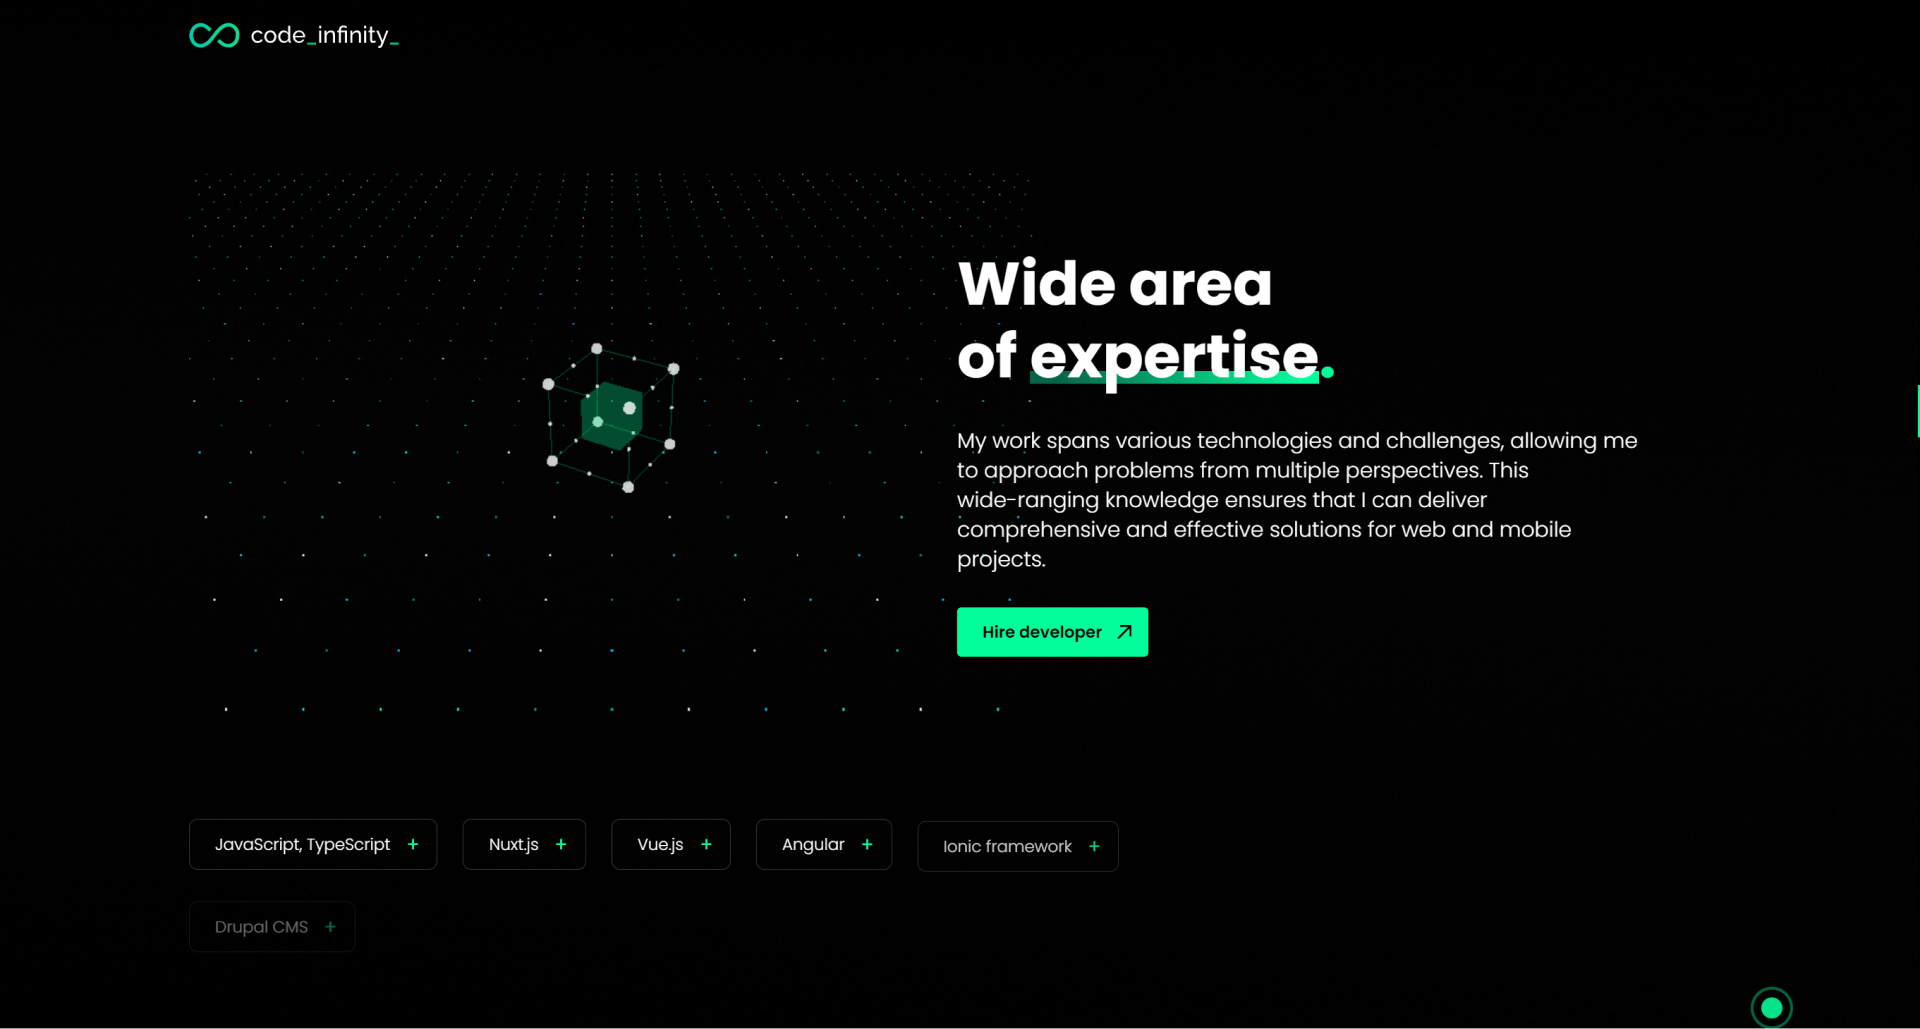 code_infinity_
Wide area
of expertise.
My work spans various technologies and challenges, allowing me
to approach problems from multiple perspectives. This
wide-ranging knowledge ensures that I can deliver
comprehensive and effective solutions for web and mobile
projects.
Hire developer
JavaScript, TypeScript +
Nuxt.js +
Vue.js +
Angular +
Ionic framework +
Drupal CMS +